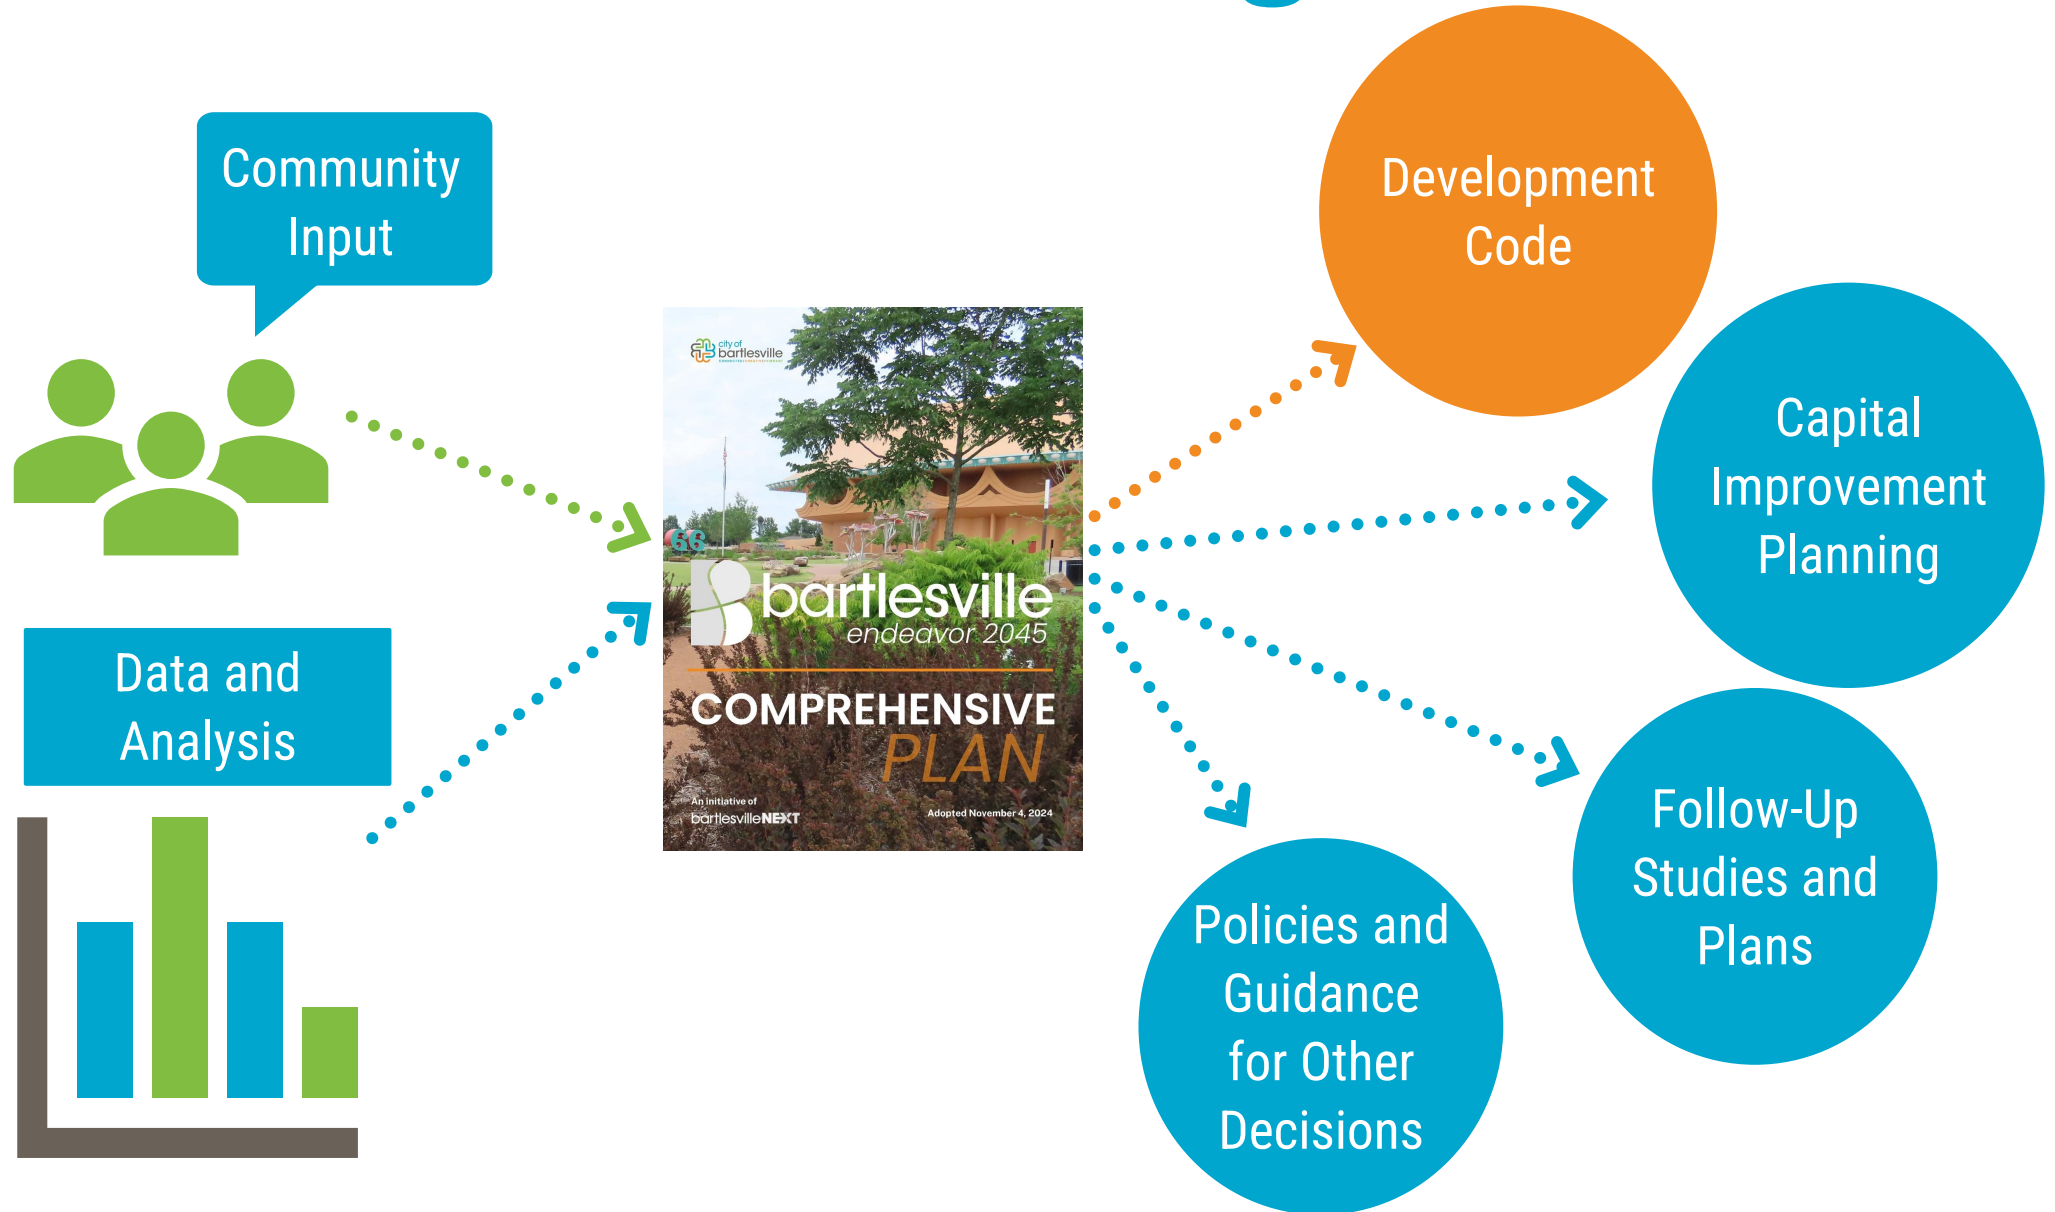 Community
Input
Data and
Analysis
city of
bartlesville
66
bartlesville
endeavor 2045
COMPREHENSIVE
PLAN
An initiative of
bartlesvilleNEXT
Adopted November 4, 2024
Development
Code
Capital
Improvement
Planning
Follow-Up
Studies and
Plans
Policies and
Guidance
for Other
Decisions